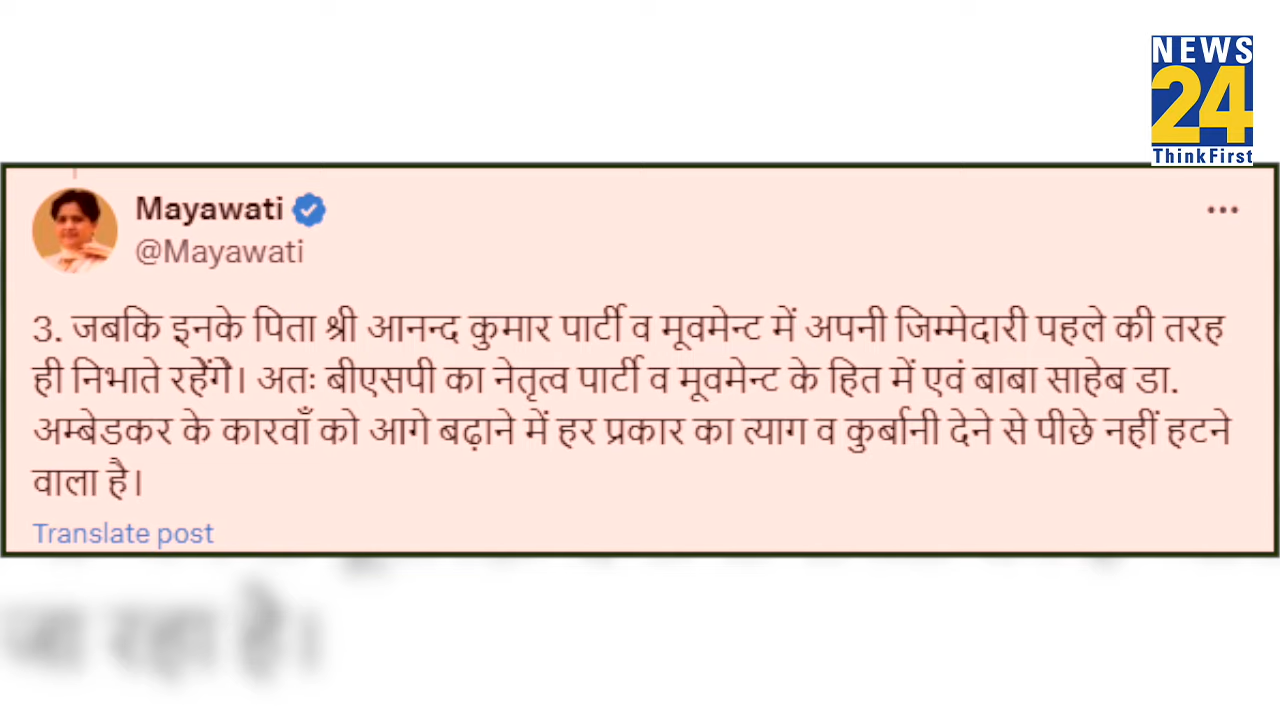 NEWS
24
ThinkFirst
Mayawati
@Mayawati
3. जबकि इनके पिता श्री आनन्द कुमार पार्टी व मूवमेन्ट में अपनी जिम्मेदारी पहले की तरह
ही निभाते रहेंगे। अतः बीएसपी का नेतृत्व पार्टी व मूवमेन्ट के हित में एवं बाबा साहेब डा.
अम्बेडकर के कारवाँ को आगे बढ़ाने में हर प्रकार का त्याग व कुर्बानी देने से पीछे नहीं हटने
वाला है।
Translate post
जा रहा है।